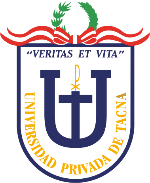 "VERITAS ET VITA"
UNIVERSIDAD PRIVADA DE TACNA